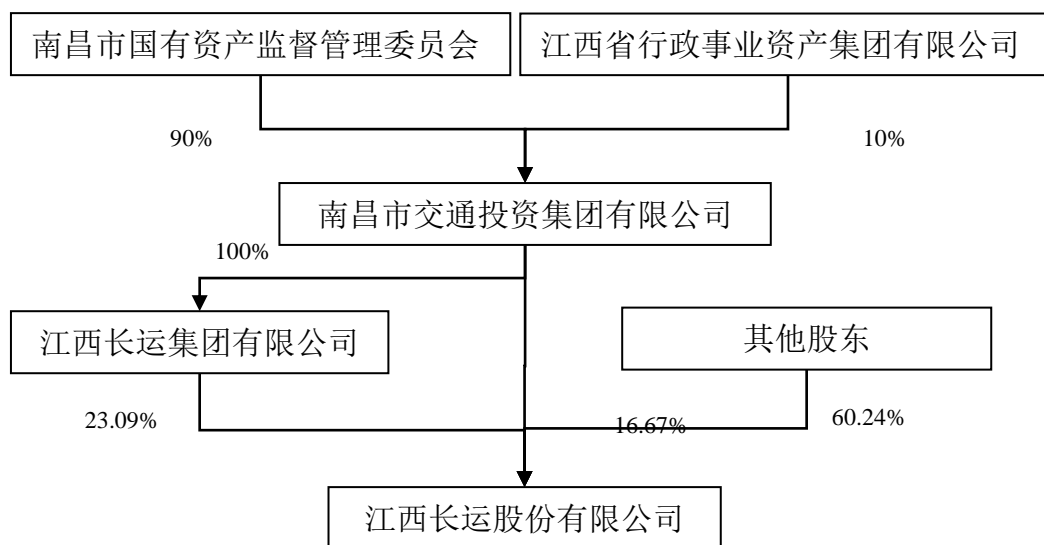 南昌市国有资产监督管理委员会
江西省行政事业资产集团有限公司
90%
10%
南昌市交通投资集团有限公司
100%
江西长运集团有限公司
其他股东
23.09%
16.67%
60.24%
江西长运股份有限公司